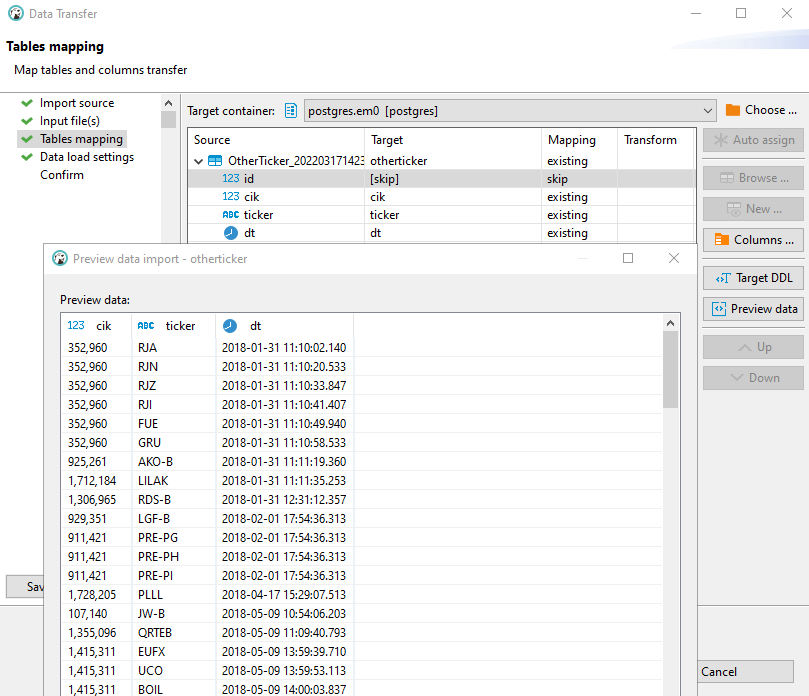 Data Transfer
Tables mapping
Map tables and columns transfer
Import source
Input file(s)
Tables mapping
Data load settings
Confirm
Target container: postgres.em0 [postgres] Choose ...
Source Target Mapping Transform
OtherTicker_202203171423 otherticker existing
123 id [skip] skip
123 cik cik existing
ABC ticker ticker existing
dt dt existing
Auto assign
Browse ...
New ...
Columns ...
Target DDL
Preview data
Up
Down
Preview data import - otherticker
Preview data:
123 cik ABC ticker dt
352,960 RJA 2018-01-31 11:10:02.140
352,960 RJN 2018-01-31 11:10:20.533
352,960 RJZ 2018-01-31 11:10:33.847
352,960 RJI 2018-01-31 11:10:41.407
352,960 FUE 2018-01-31 11:10:49.940
352,960 GRU 2018-01-31 11:10:58.533
925,261 AKO-B 2018-01-31 11:11:19.360
1,712,184 LILAK 2018-01-31 11:11:35.253
1,306,965 RDS-B 2018-01-31 12:31:12.357
929,351 LGF-B 2018-02-01 17:54:36.313
911,421 PRE-PG 2018-02-01 17:54:36.313
911,421 PRE-PH 2018-02-01 17:54:36.313
911,421 PRE-PI 2018-02-01 17:54:36.313
1,728,205 PLLL 2018-04-17 15:29:07.513
107,140 JW-B 2018-05-09 10:54:06.203
1,355,096 QRTEB 2018-05-09 11:09:40.793
1,415,311 EUFX 2018-05-09 13:59:39.710
1,415,311 UCO 2018-05-09 13:59:53.113
1,415,311 BOIL 2018-05-09 14:00:03.837
Sav
Cancel